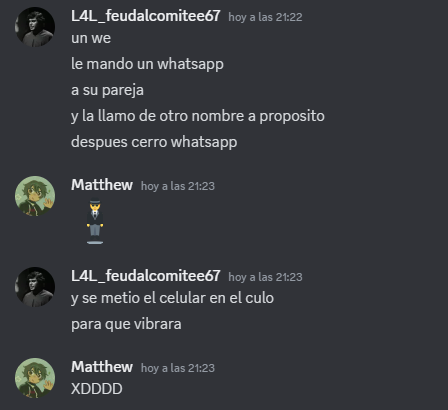 L4L_feudalcomitee67 hoy a las 21:22
un we
le mando un whatsapp
a su pareja
y la llamo de otro nombre a proposito
despues cerro whatsapp
Matthew hoy a las 21:23
L4L_feudalcomitee67 hoy a las 21:23
y se metio el celular en el culo
para que vibrara
Matthew hoy a las 21:23
XDDDD